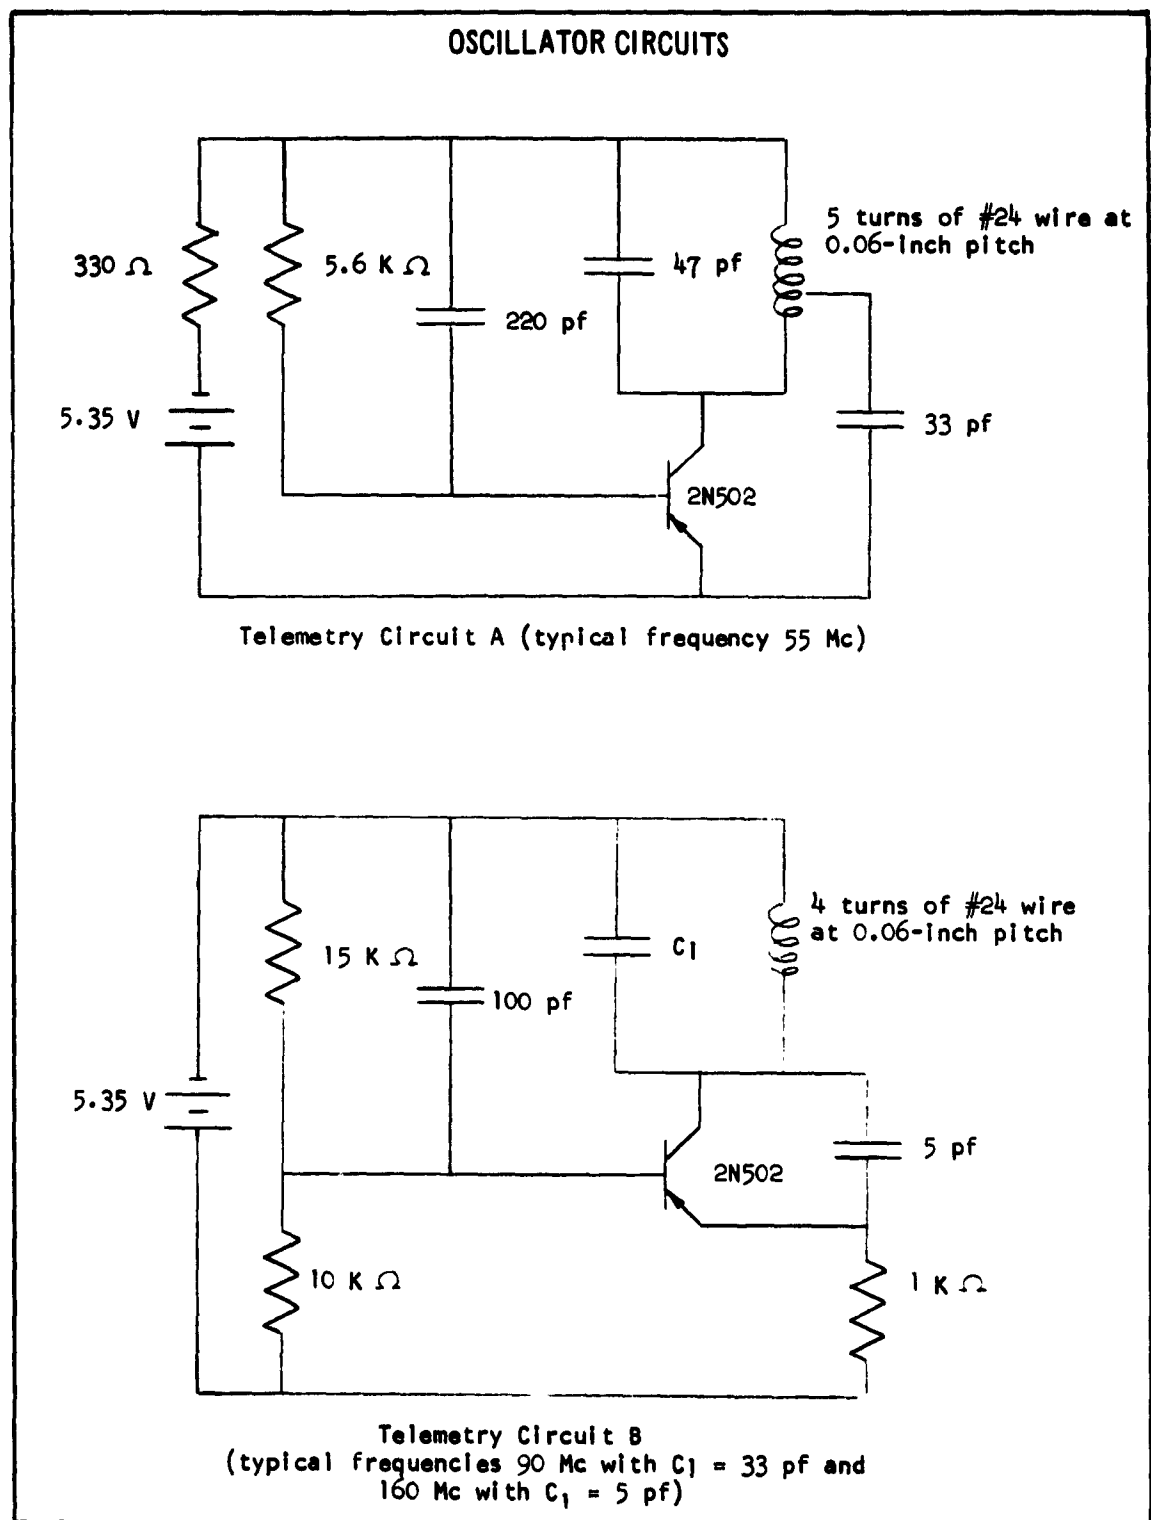 OSCILLATOR CIRCUITS
330 Ω
5.6 K Ω
220 pf
47 pf
5 turns of #24 wire at
0.06-inch pitch
5.35 V
33 pf
2N502
Telemetry Circuit A (typical frequency 55 Mc)
15 K Ω
100 pf
C1
4 turns of #24 wire
at 0.06-inch pitch
5.35 V
2N502
5 pf
10 K Ω
1 K Ω
Telemetry Circuit B
(typical frequencies 90 Mc with C1 = 33 pf and
160 Mc with C1 = 5 pf)